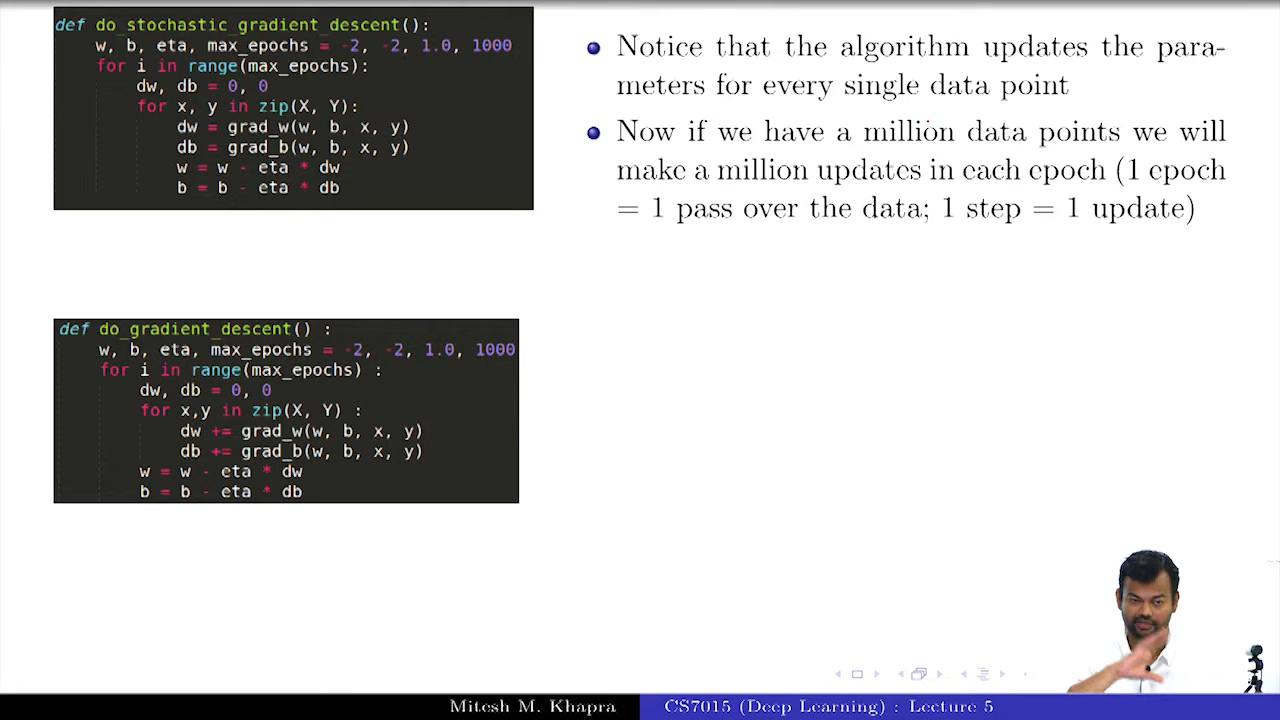 def do_stochastic_gradient_descent():
    w, b, eta, max_epochs = -2, -2, 1.0, 1000
    for i in range(max_epochs):
        dw, db = 0, 0
        for x, y in zip(X, Y):
            dw = grad_w(w, b, x, y)
            db = grad_b(w, b, x, y)
            w = w - eta * dw
            b = b - eta * db
def do_gradient_descent() :
    w, b, eta, max_epochs = -2, -2, 1.0, 1000
    for i in range(max_epochs) :
        dw, db = 0, 0
        for x,y in zip(X, Y) :
            dw += grad_w(w, b, x, y)
            db += grad_b(w, b, x, y)
        w = w - eta * dw
        b = b - eta * db
Notice that the algorithm updates the para-
meters for every single data point
Now if we have a million data points we will
make a million updates in each epoch (1 epoch
= 1 pass over the data; 1 step = 1 update)
Mitesh M. Khapra
CS7015 (Deep Learning) : Lecture 5